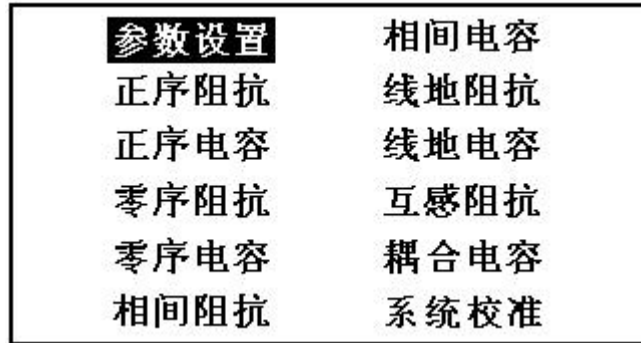 参数设置 相间电容
正序阻抗 线地阻抗
正序电容 线地电容
零序阻抗 互感阻抗
零序电容 耦合电容
相间阻抗 系统校准